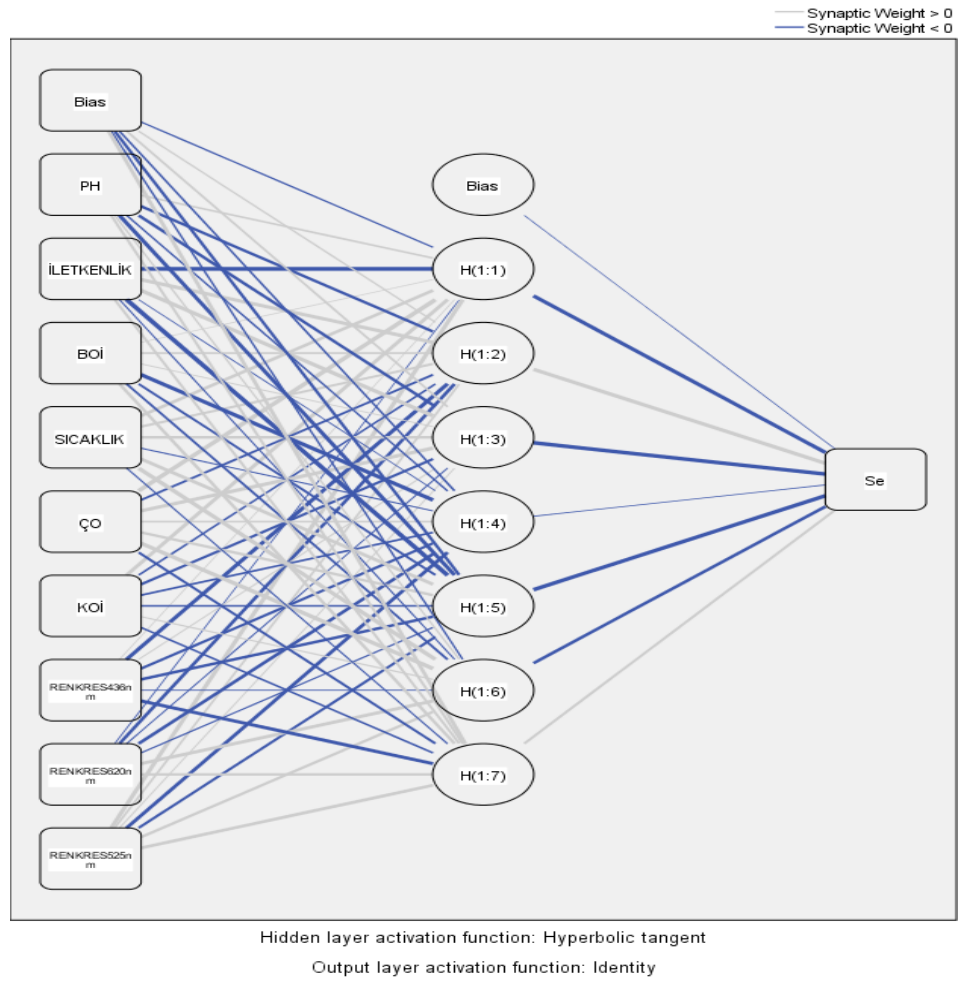 Synaptic Weight > 0
Synaptic Weight < 0
Bias
PH
İLETKENLİK
BOİ
SICAKLIK
ÇO
KOİ
RENKRES436n
m
RENKRES620n
m
RENKRES525n
m
Bias
H(1:1)
H(1:2)
H(1:3)
H(1:4)
H(1:5)
H(1:6)
H(1:7)
Se
Hidden layer activation function: Hyperbolic tangent
Output layer activation function: Identity